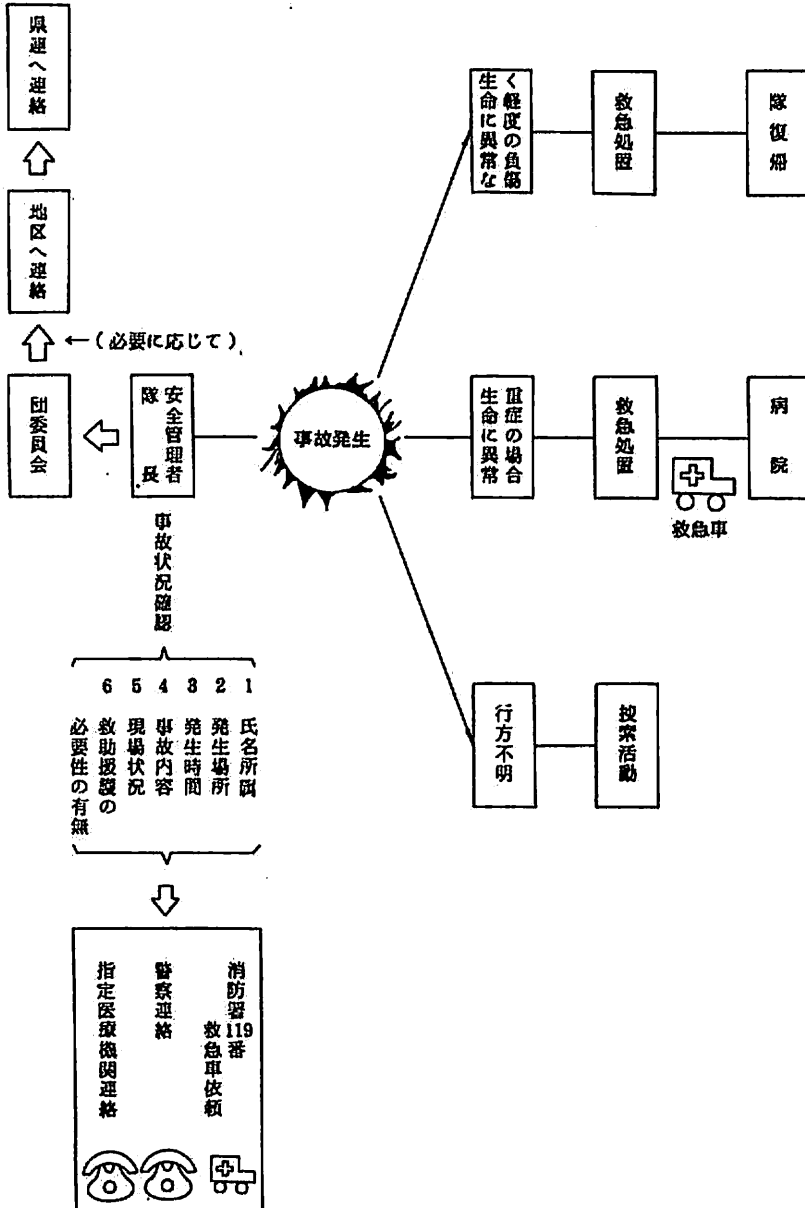 県連へ連絡
地区へ連絡
←(必要に応じて)
団委員会
安全管理者
隊長
事故発生
生命に異常な
く軽度の負傷
救急処置
隊復帰
重症の場合
生命に異常
救急処置
病院
救急車
行方不明
捜索活動
事故状況確認
1 氏名所属
2 発生場所
3 発生時間
4 事故内容
5 現場状況
6 救助援護の
必要性の有無
消防署119番
救急車依頼
警察連絡
指定医療機関連絡